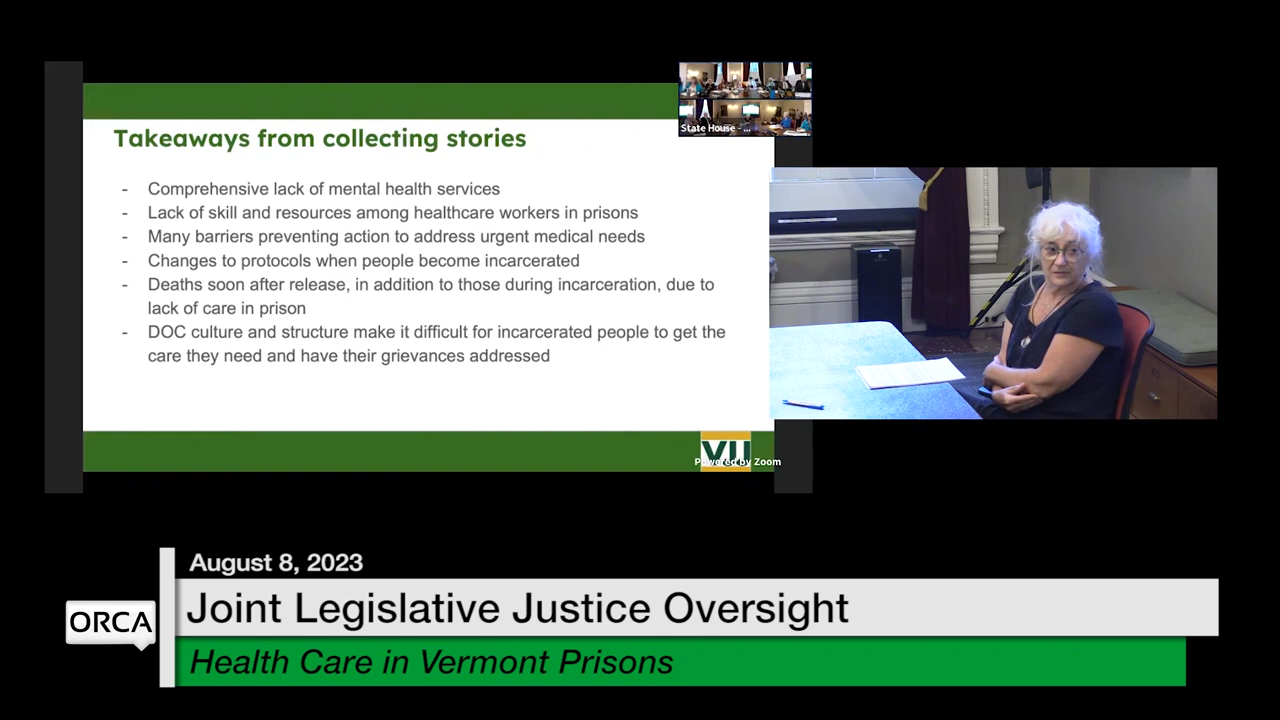 Takeaways from collecting stories
State House - ...
- Comprehensive lack of mental health services
- Lack of skill and resources among healthcare workers in prisons
- Many barriers preventing action to address urgent medical needs
- Changes to protocols when people become incarcerated
- Deaths soon after release, in addition to those during incarceration, due to
lack of care in prison
- DOC culture and structure make it difficult for incarcerated people to get the
care they need and have their grievances addressed
Powered by Zoom
August 8, 2023
Joint Legislative Justice Oversight
ORCA
Health Care in Vermont Prisons